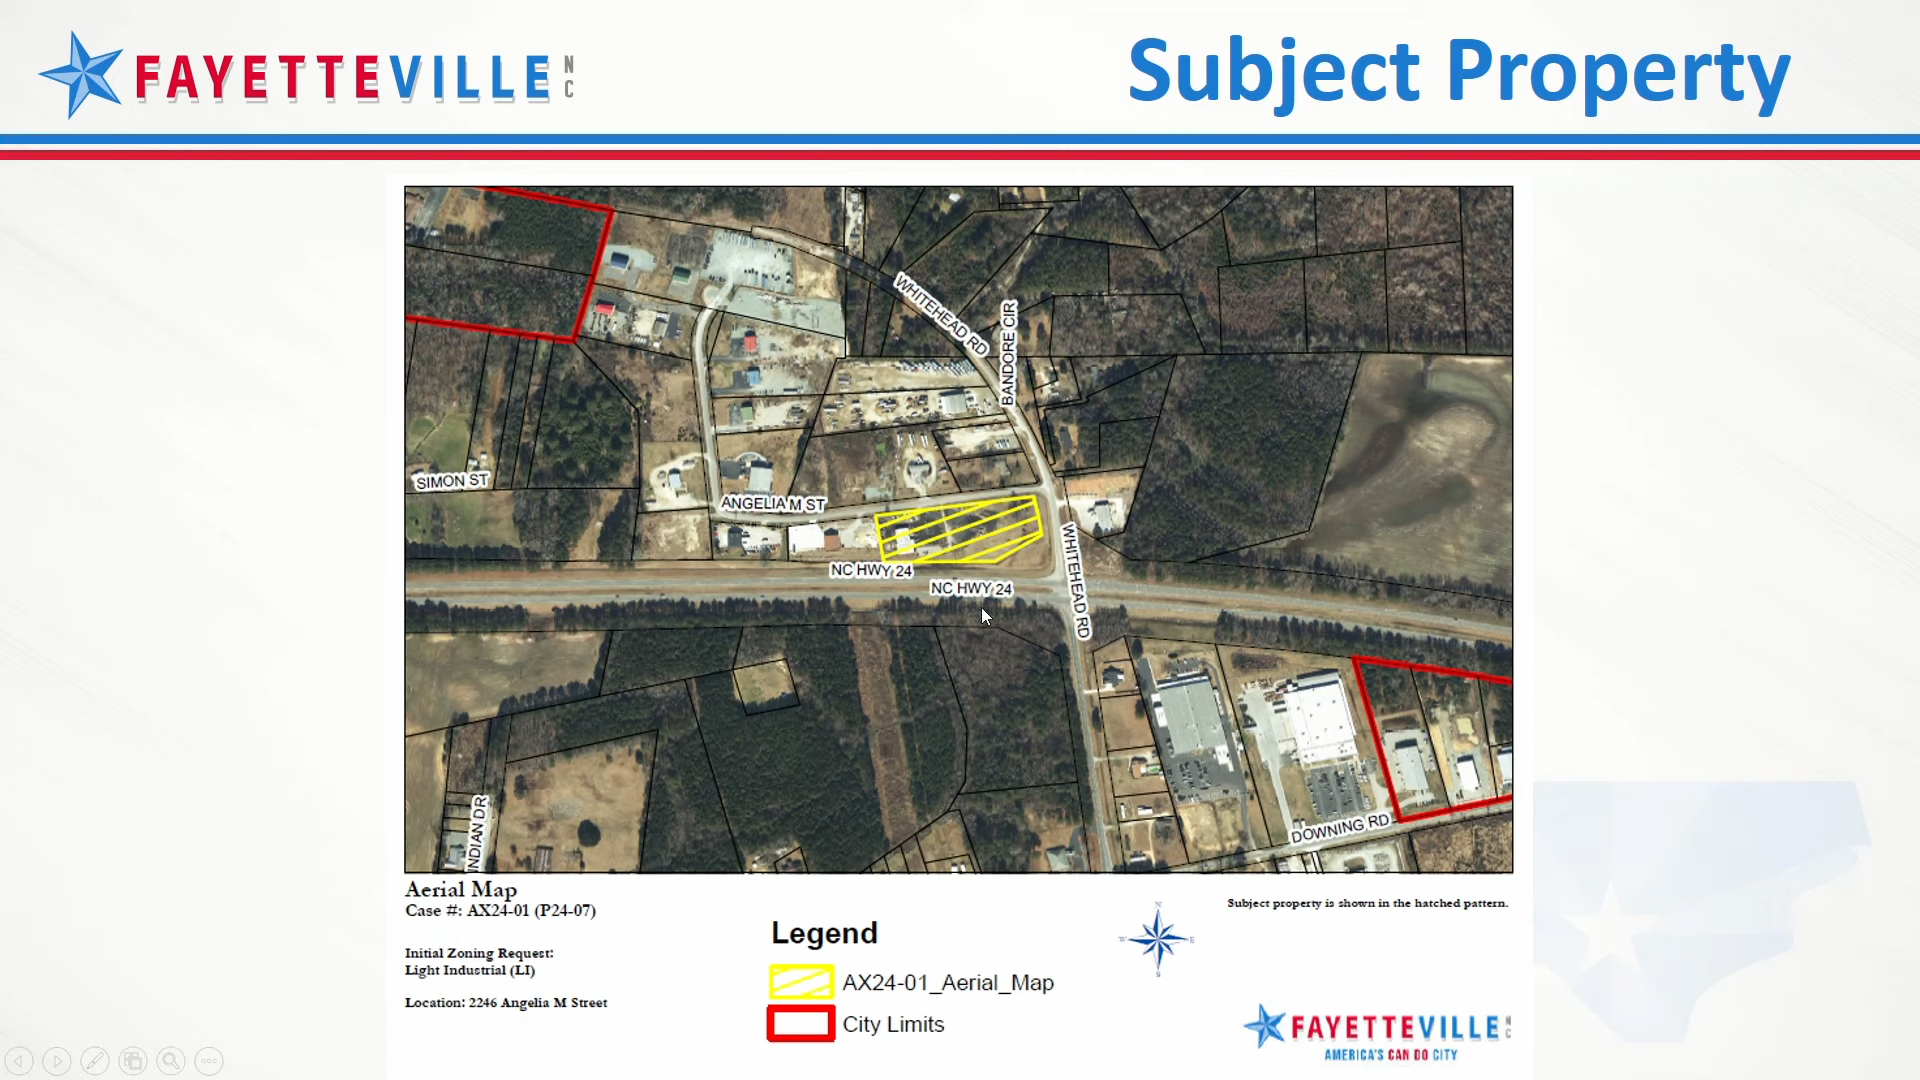 FAYETTEVILLE NC
Subject Property
WHITEHEAD RD
BANDORE CIR
SIMON ST
ANGELIA M ST
NC HWY 24
NC HWY 24
WHITEHEAD RD
INDIAN DR
DOWNING RD
Aerial Map
Case #: AX24-01 (P24-07)
Initial Zoning Request:
Light Industrial (LI)
Location: 2246 Angelia M Street
Legend
AX24-01_Aerial_Map
City Limits
N
W
E
S
Subject property is shown in the hatched pattern.
FAYETTEVILLE NC
AMERICA'S CAN DO CITY